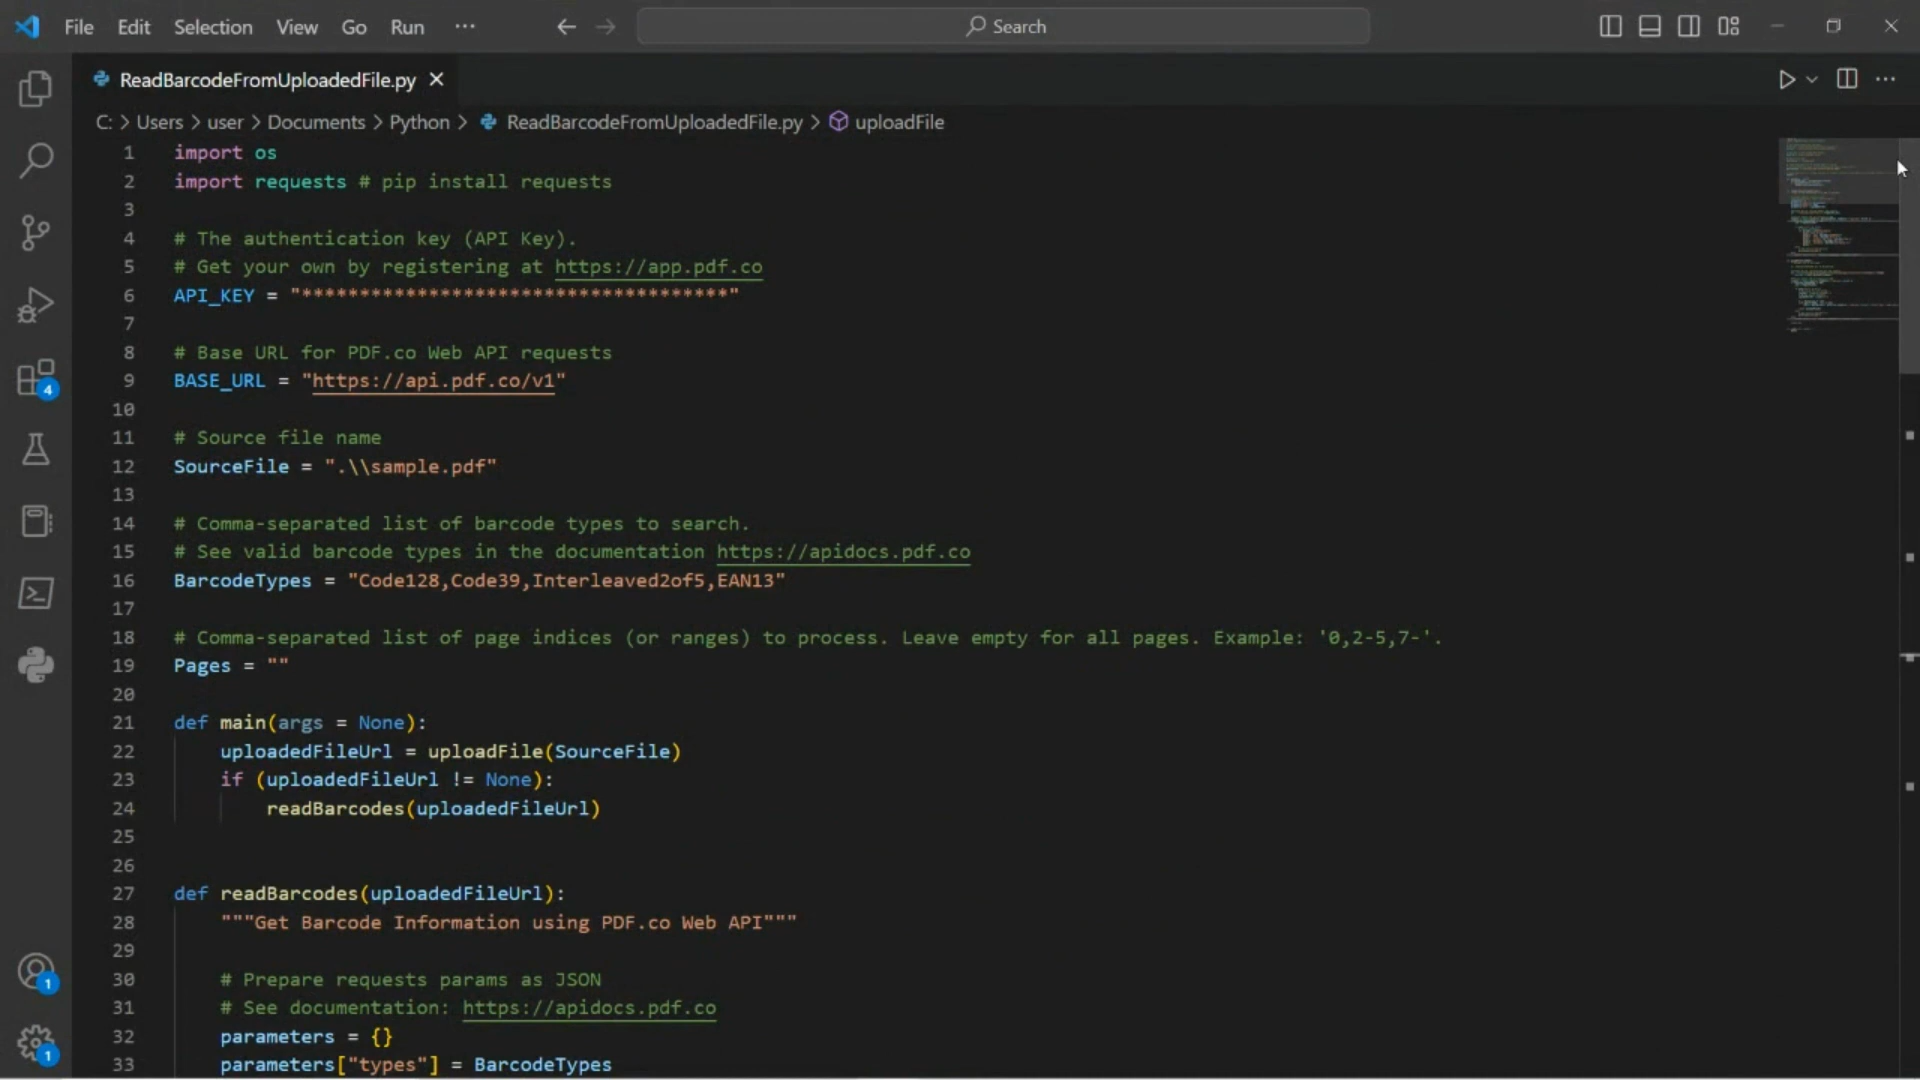 File Edit Selection View Go Run ··· Search
ReadBarcodeFromUploadedFile.py
C: > Users > user > Documents > Python > ReadBarcodeFromUploadedFile.py > uploadFile
1 import os
2 import requests # pip install requests
3
4 # The authentication key (API Key).
5 # Get your own by registering at https://app.pdf.co
6 API_KEY = "*************************************"
7
8 # Base URL for PDF.co Web API requests
9 BASE_URL = "https://api.pdf.co/v1"
10
11 # Source file name
12 SourceFile = ".\\sample.pdf"
13
14 # Comma-separated list of barcode types to search.
15 # See valid barcode types in the documentation https://apidocs.pdf.co
16 BarcodeTypes = "Code128,Code39,Interleaved2of5,EAN13"
17
18 # Comma-separated list of page indices (or ranges) to process. Leave empty for all pages. Example: '0,2-5,7-'.
19 Pages = ""
20
21 def main(args = None):
22 uploadedFileUrl = uploadFile(SourceFile)
23 if (uploadedFileUrl != None):
24 readBarcodes(uploadedFileUrl)
25
26
27 def readBarcodes(uploadedFileUrl):
28 """Get Barcode Information using PDF.co Web API"""
29
30 # Prepare requests params as JSON
31 # See documentation: https://apidocs.pdf.co
32 parameters = {}
33 parameters["types"] = BarcodeTypes
4
1
1